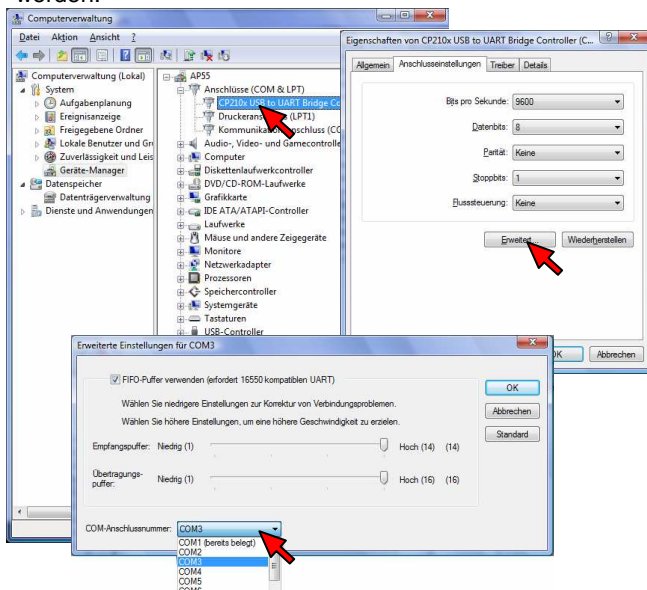 werden.
Computerverwaltung
Datei Aktion Ansicht ?
Computerverwaltung (Lokal)
System
Aufgabenplanung
Ereignisanzeige
Freigegebene Ordner
Lokale Benutzer und Gru
Zuverlässigkeit und Leis
Geräte-Manager
Datenspeicher
Datenträgerverwaltung
Dienste und Anwendungen
AP55
Anschlüsse (COM & LPT)
CP210x USB to UART Bridge Co
Druckeranschluss (LPT1)
Kommunikationsanschluss (CO
Audio-, Video- und Gamecontrolle
Computer
Diskettenlaufwerkcontroller
DVD/CD-ROM-Laufwerke
Grafikkarte
IDE ATA/ATAPI-Controller
Laufwerke
Mäuse und andere Zeigegeräte
Monitore
Netzwerkadapter
Prozessoren
Speichercontroller
Systemgeräte
Tastaturen
USB-Controller
Eigenschaften von CP210x USB to UART Bridge Controller (C...
Allgemein Anschlusseinstellungen Treiber Details
Bits pro Sekunde: 9600
Datenbits: 8
Parität: Keine
Stoppbits: 1
Flusssteuerung: Keine
Erweitert... Wiederherstellen
OK Abbrechen
Erweiterte Einstellungen für COM3
FIFO-Puffer verwenden (erfordert 16550 kompatiblen UART)
OK
Wählen Sie niedrigere Einstellungen zur Korrektur von Verbindungsproblemen.
Abbrechen
Wählen Sie höhere Einstellungen, um eine höhere Geschwindigkeit zu erzielen.
Standard
Empfangspuffer: Niedrig (1) Hoch (14) (14)
Übertragungs-
puffer: Niedrig (1) Hoch (16) (16)
COM-Anschlussnummer: COM3
COM1 (bereits belegt)
COM2
COM3
COM4
COM5
COM6